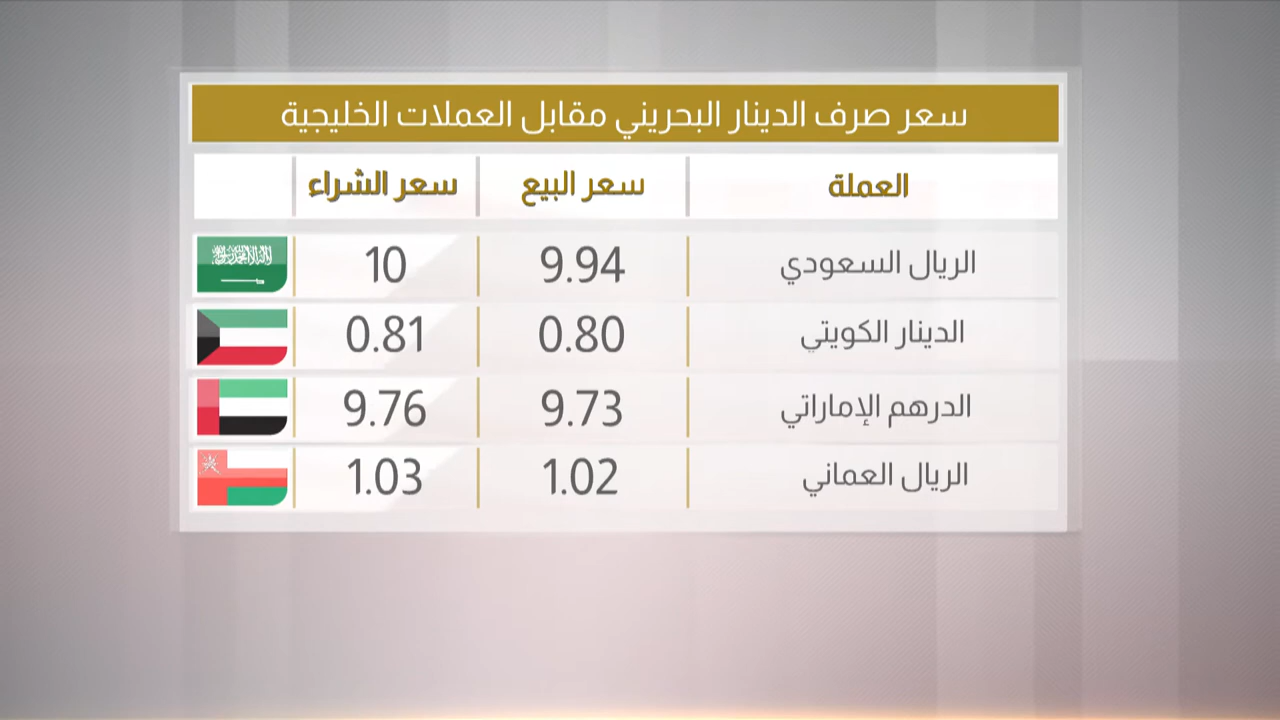 سعر صرف الدينار البحريني مقابل العملات الخليجية
العملة سعر البيع سعر الشراء
الريال السعودي 9.94 10
الدينار الكويتي 0.80 0.81
الدرهم الإماراتي 9.73 9.76
الريال العماني 1.02 1.03